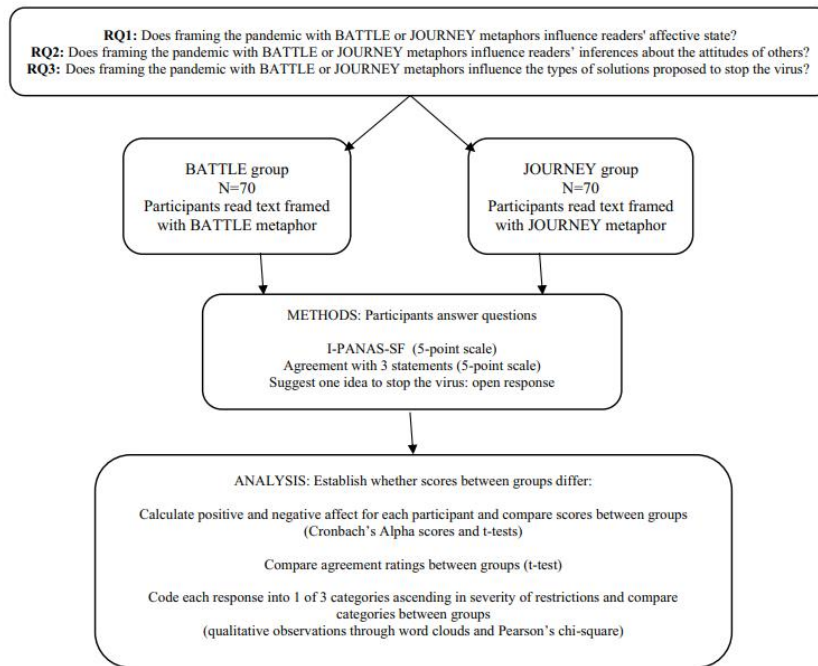 RQ1: Does framing the pandemic with BATTLE or JOURNEY metaphors influence readers' affective state?
RQ2: Does framing the pandemic with BATTLE or JOURNEY metaphors influence readers' inferences about the attitudes of others?
RQ3: Does framing the pandemic with BATTLE or JOURNEY metaphors influence the types of solutions proposed to stop the virus?
BATTLE group
N=70
Participants read text framed
with BATTLE metaphor
JOURNEY group
N=70
Participants read text framed
with JOURNEY metaphor
METHODS: Participants answer questions
I-PANAS-SF (5-point scale)
Agreement with 3 statements (5-point scale)
Suggest one idea to stop the virus: open response
ANALYSIS: Establish whether scores between groups differ:
Calculate positive and negative affect for each participant and compare scores between groups
(Cronbach's Alpha scores and t-tests)
Compare agreement ratings between groups (t-test)
Code each response into 1 of 3 categories ascending in severity of restrictions and compare
categories between groups
(qualitative observations through word clouds and Pearson's chi-square)